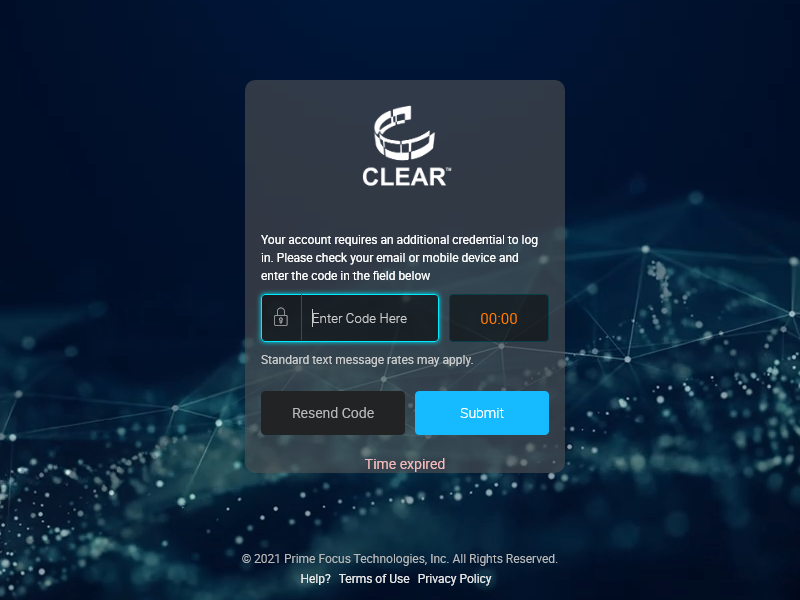 CLEAR™
Your account requires an additional credential to log
in. Please check your email or mobile device and
enter the code in the field below
Enter Code Here
00:00
Standard text message rates may apply.
Resend Code
Submit
Time expired
© 2021 Prime Focus Technologies, Inc. All Rights Reserved.
Help? Terms of Use Privacy Policy